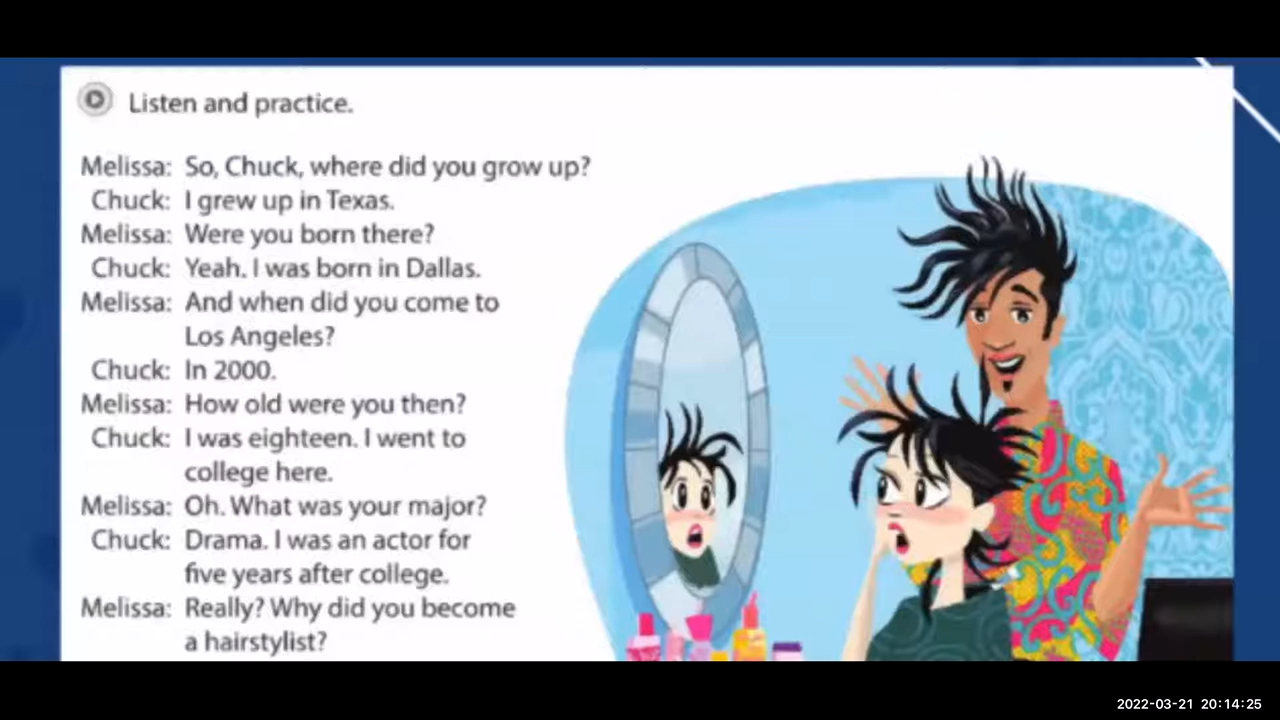 Listen and practice.
Melissa: So, Chuck, where did you grow up?
Chuck: I grew up in Texas.
Melissa: Were you born there?
Chuck: Yeah. I was born in Dallas.
Melissa: And when did you come to
Los Angeles?
Chuck: In 2000.
Melissa: How old were you then?
Chuck: I was eighteen. I went to
college here.
Melissa: Oh. What was your major?
Chuck: Drama. I was an actor for
five years after college.
Melissa: Really? Why did you become
a hairstylist?
2022-03-21 20:14:25